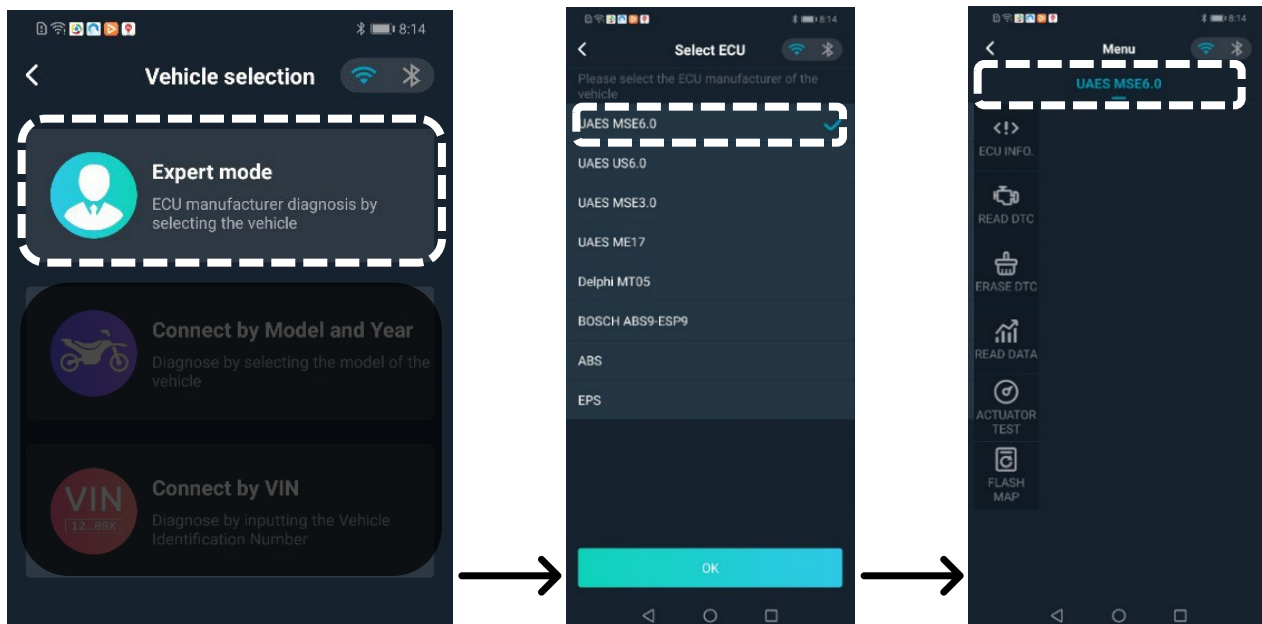 8:14
Vehicle selection
Expert mode
ECU manufacturer diagnosis by
selecting the vehicle
Connect by Model and Year
Diagnose by selecting the model of the
vehicle
VIN
12..89X
Connect by VIN
Diagnose by inputting the Vehicle
Identification Number
8:14
Select ECU
Please select the ECU manufacturer of the
vehicle
UAES MSE6.0
UAES US6.0
UAES MSE3.0
UAES ME17
Delphi MT05
BOSCH ABS9-ESP9
ABS
EPS
OK
8:14
Menu
UAES MSE6.0
<!>
ECU INFO.
READ DTC
ERASE DTC
READ DATA
ACTUATOR
TEST
FLASH
MAP